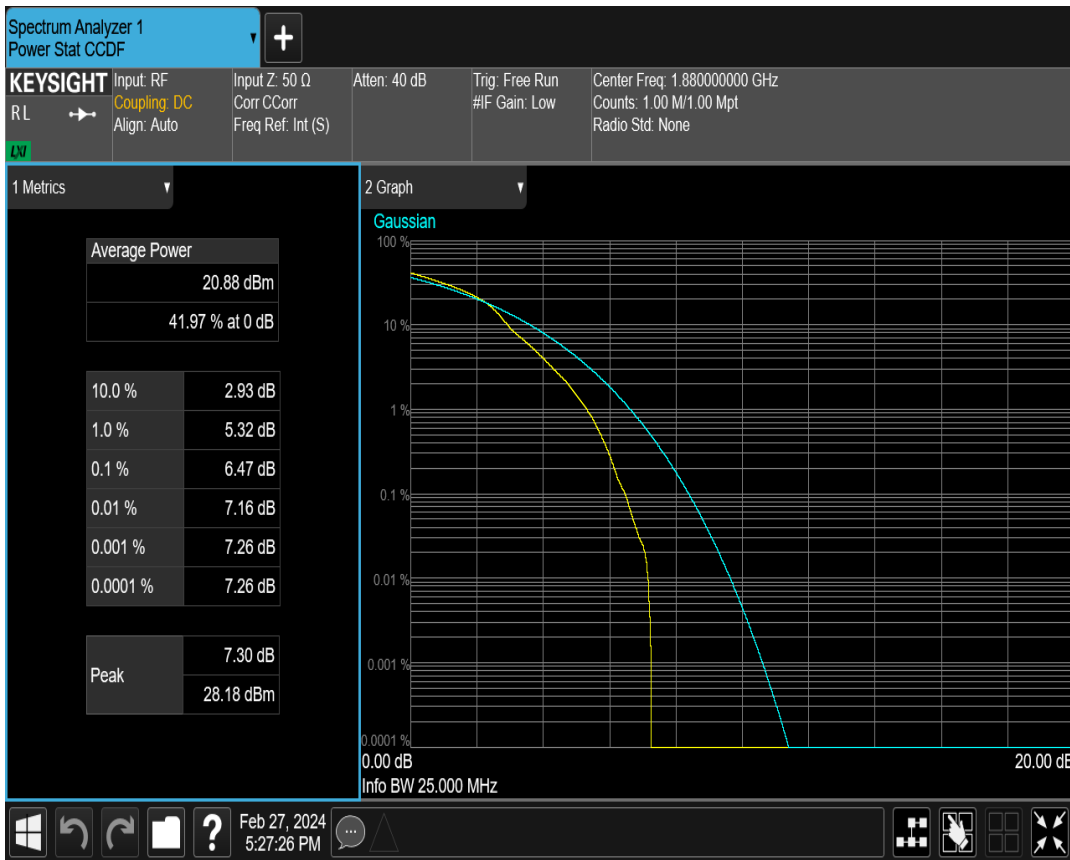 Spectrum Analyzer 1
Power Stat CCDF
KEYSIGHT
RL
LXI
Input: RF
Coupling: DC
Align: Auto
Input Z: 50 Ω
Corr CCorr
Freq Ref: Int (S)
Atten: 40 dB
Trig: Free Run
#IF Gain: Low
Center Freq: 1.880000000 GHz
Counts: 1.00 M/1.00 Mpt
Radio Std: None
1 Metrics
Average Power
20.88 dBm
41.97 % at 0 dB
10.0 % 2.93 dB
1.0 % 5.32 dB
0.1 % 6.47 dB
0.01 % 7.16 dB
0.001 % 7.26 dB
0.0001 % 7.26 dB
Peak
7.30 dB
28.18 dBm
2 Graph
Gaussian
100 %
10 %
1 %
0.1 %
0.01 %
0.001 %
0.0001 %
0.00 dB 20.00 dB
Info BW 25.000 MHz
Feb 27, 2024
5:27:26 PM